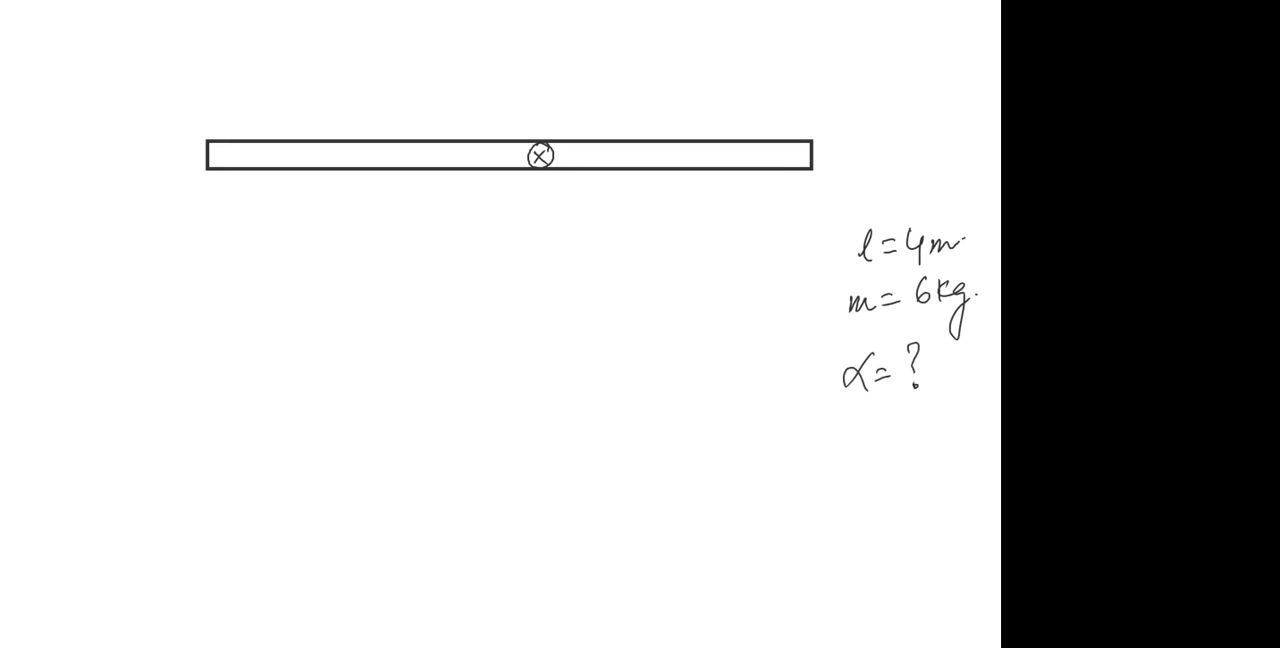 x
l = 4m.
m = 6kg.
α = ?